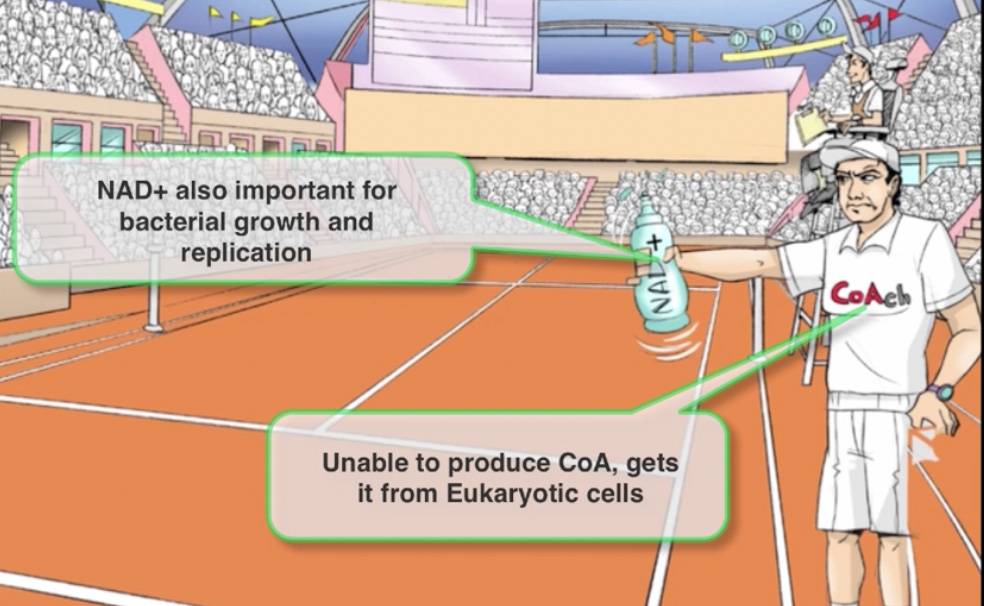 NAD+ also important for
bacterial growth and
replication
NAD+
CoAch
Unable to produce CoA, gets
it from Eukaryotic cells